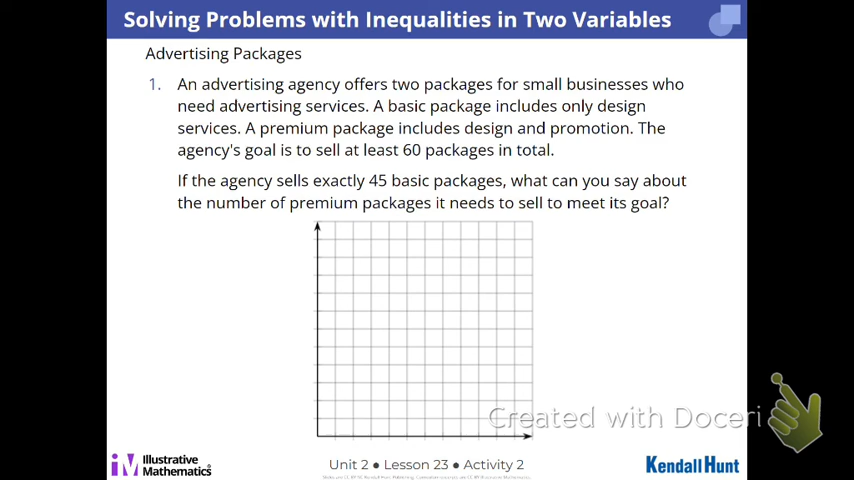 Solving Problems with Inequalities in Two Variables
Advertising Packages
1. An advertising agency offers two packages for small businesses who
need advertising services. A basic package includes only design
services. A premium package includes design and promotion. The
agency's goal is to sell at least 60 packages in total.
If the agency sells exactly 45 basic packages, what can you say about
the number of premium packages it needs to sell to meet its goal?
Created with Doceri
Illustrative
Mathematics®
Unit 2 • Lesson 23 • Activity 2
Kendall Hunt